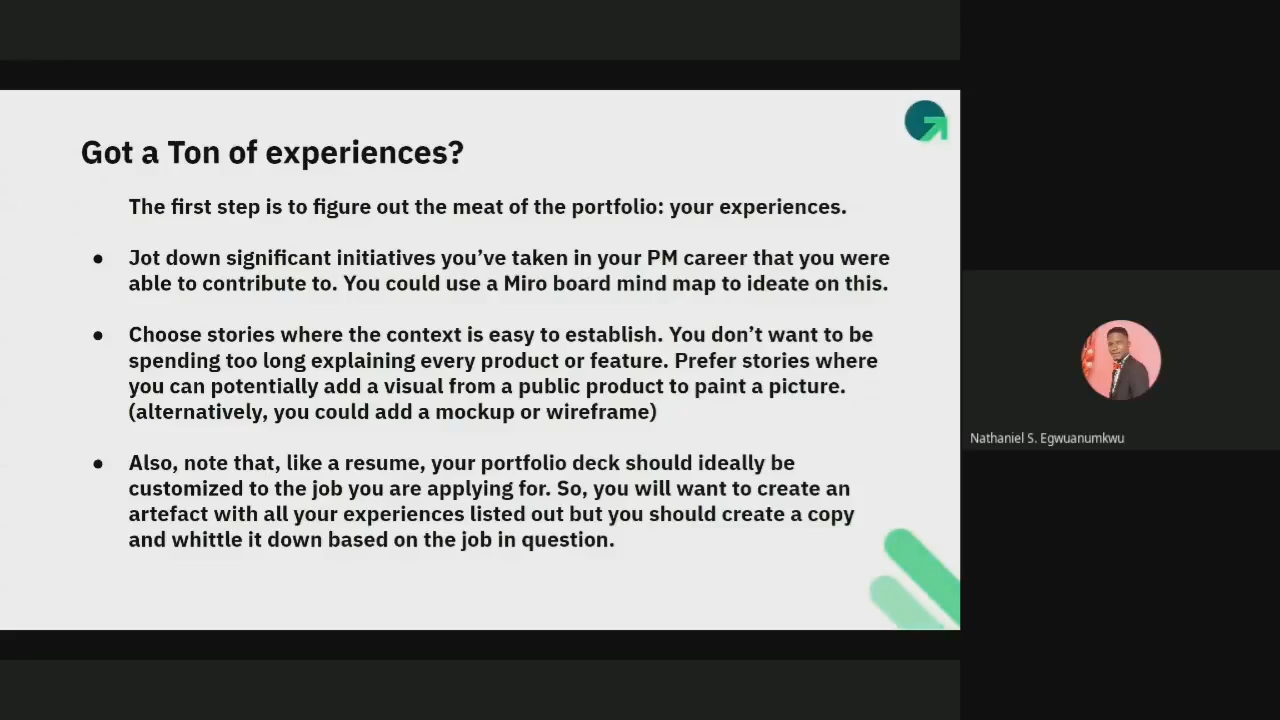 Got a Ton of experiences?
The first step is to figure out the meat of the portfolio: your experiences.
● Jot down significant initiatives you’ve taken in your PM career that you were
able to contribute to. You could use a Miro board mind map to ideate on this.
● Choose stories where the context is easy to establish. You don’t want to be
spending too long explaining every product or feature. Prefer stories where
you can potentially add a visual from a public product to paint a picture.
(alternatively, you could add a mockup or wireframe)
● Also, note that, like a resume, your portfolio deck should ideally be
customized to the job you are applying for. So, you will want to create an
artefact with all your experiences listed out but you should create a copy
and whittle it down based on the job in question.
Nathaniel S. Egwuanumkwu